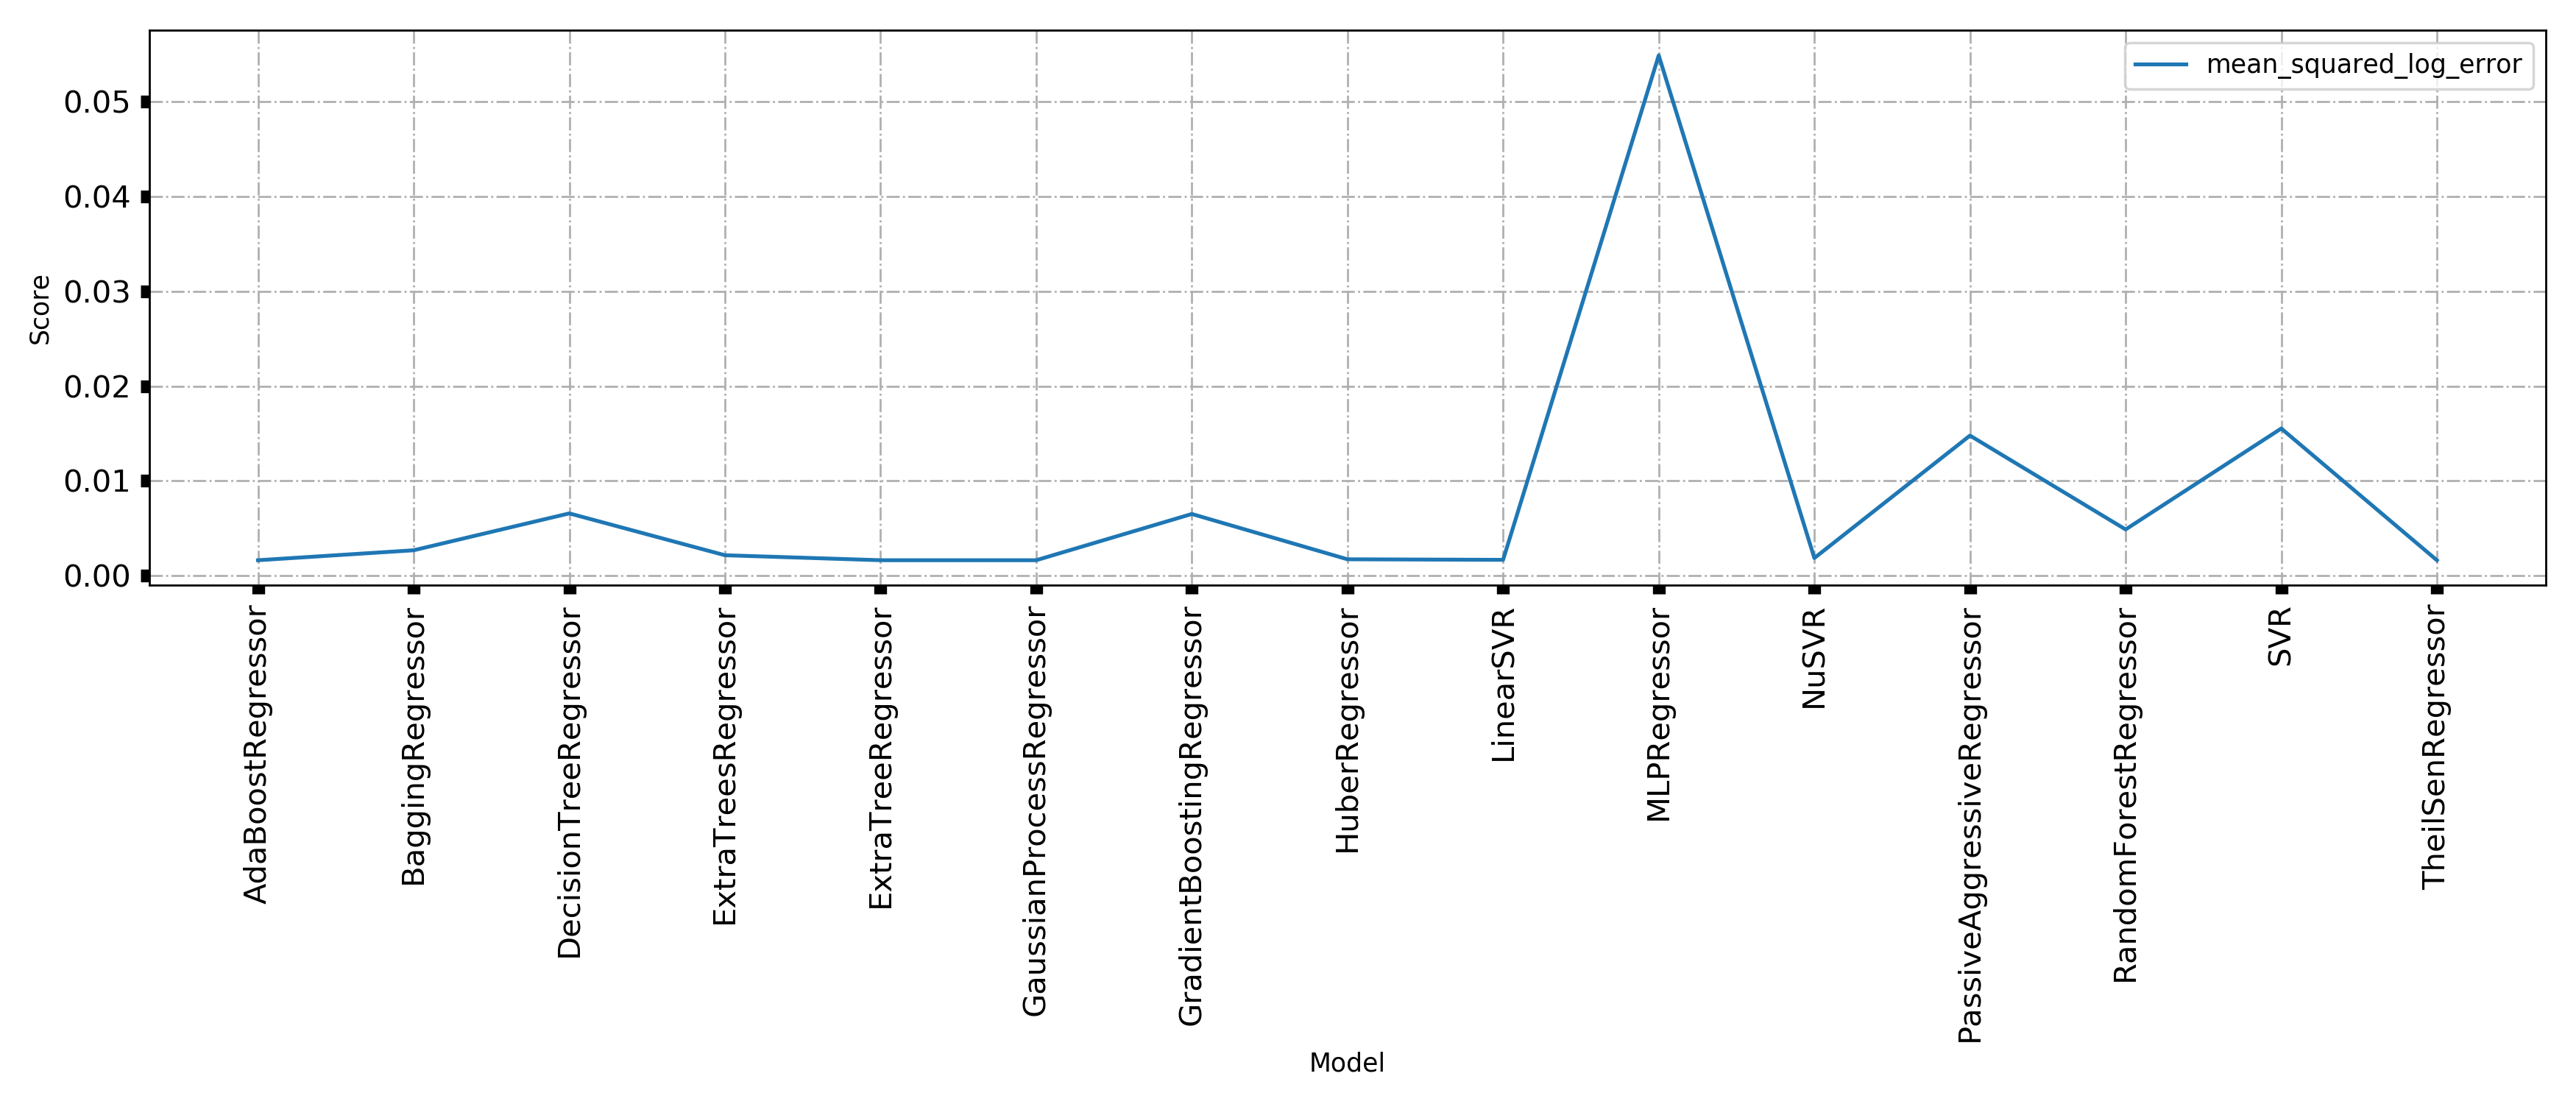 mean_squared_log_error
Score
0.05
0.04
0.03
0.02
0.01
0.00
AdaBoostRegressor
BaggingRegressor
DecisionTreeRegressor
ExtraTreesRegressor
ExtraTreeRegressor
GaussianProcessRegressor
GradientBoostingRegressor
HuberRegressor
LinearSVR
MLPRegressor
NuSVR
PassiveAggressiveRegressor
RandomForestRegressor
SVR
TheilSenRegressor
Model